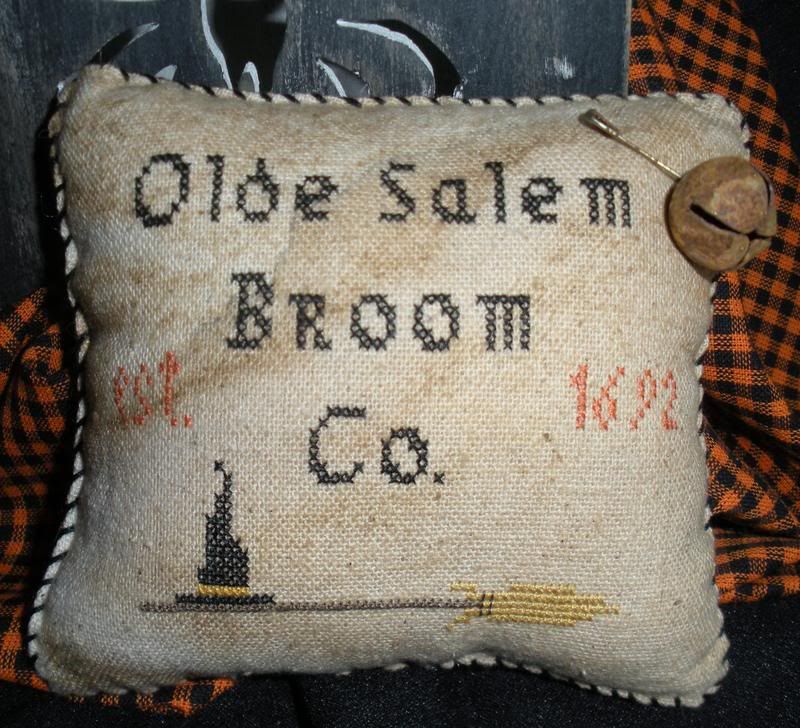 Olde Salem
Broom
est. 1692
Co.